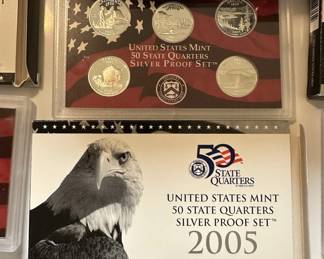 UNITED STATES MINT
50 STATE QUARTERS
SILVER PROOF SET™
50
STATE
QUARTERS
UNITED STATES MINT
50 STATE QUARTERS
SILVER PROOF SET™
2005